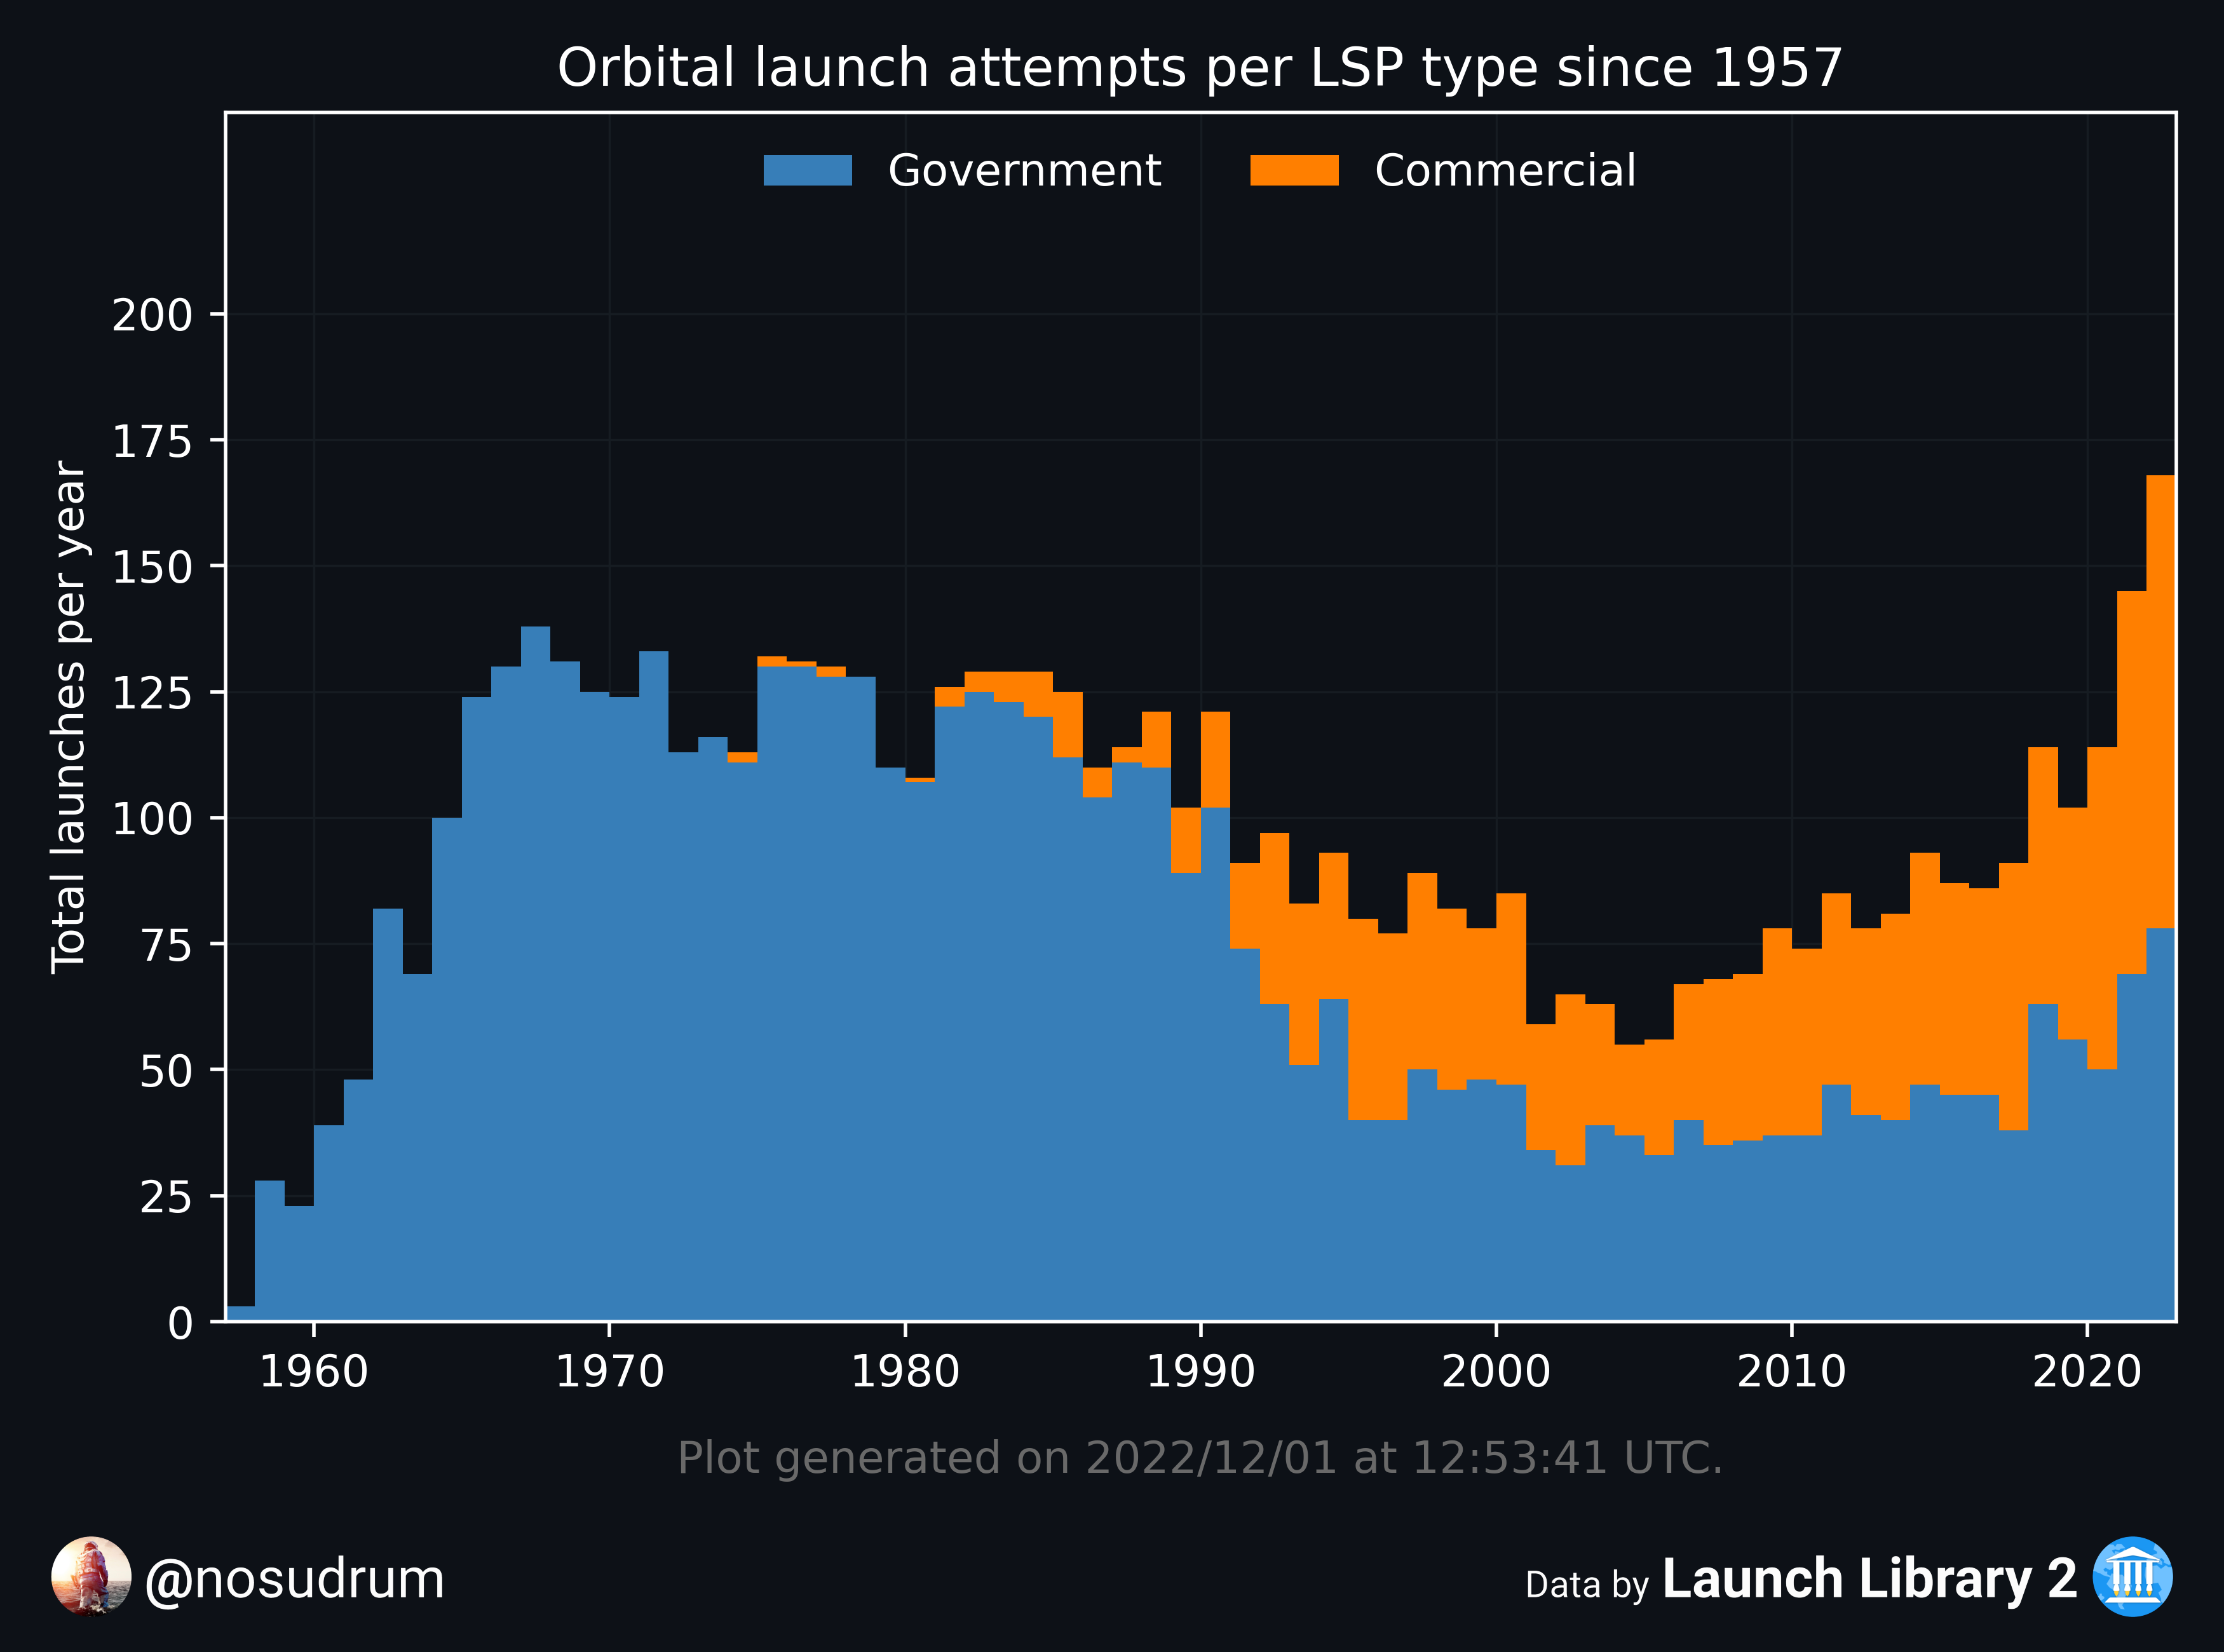 Orbital launch attempts per LSP type since 1957
Government Commercial
Total launches per year
200
175
150
125
100
75
50
25
0
1960 1970 1980 1990 2000 2010 2020
Plot generated on 2022/12/01 at 12:53:41 UTC.
@nosudrum
Data by Launch Library 2